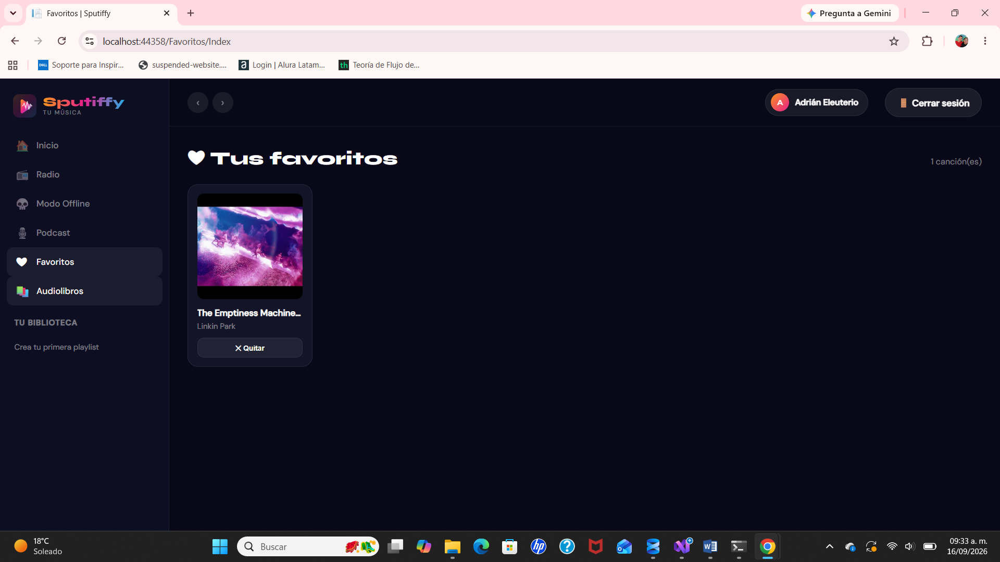 Favoritos | Sputiffy
Pregunta a Gemini
localhost:44358/Favoritos/Index
DELL
Soporte para Inspir...
suspended-website....
a
Login | Alura Latam...
th
Teoría de Flujo de...
Sputiffy
TU MÚSICA
A
Adrián Eleuterio
Cerrar sesión
Inicio
Radio
Modo Offline
Podcast
Favoritos
Audiolibros
TU BIBLIOTECA
Crea tu primera playlist
Tus favoritos
1 canción(es)
The Emptiness Machine...
Linkin Park
Quitar
18°C
Soleado
Buscar
hp
09:33 a. m.
16/09/2026